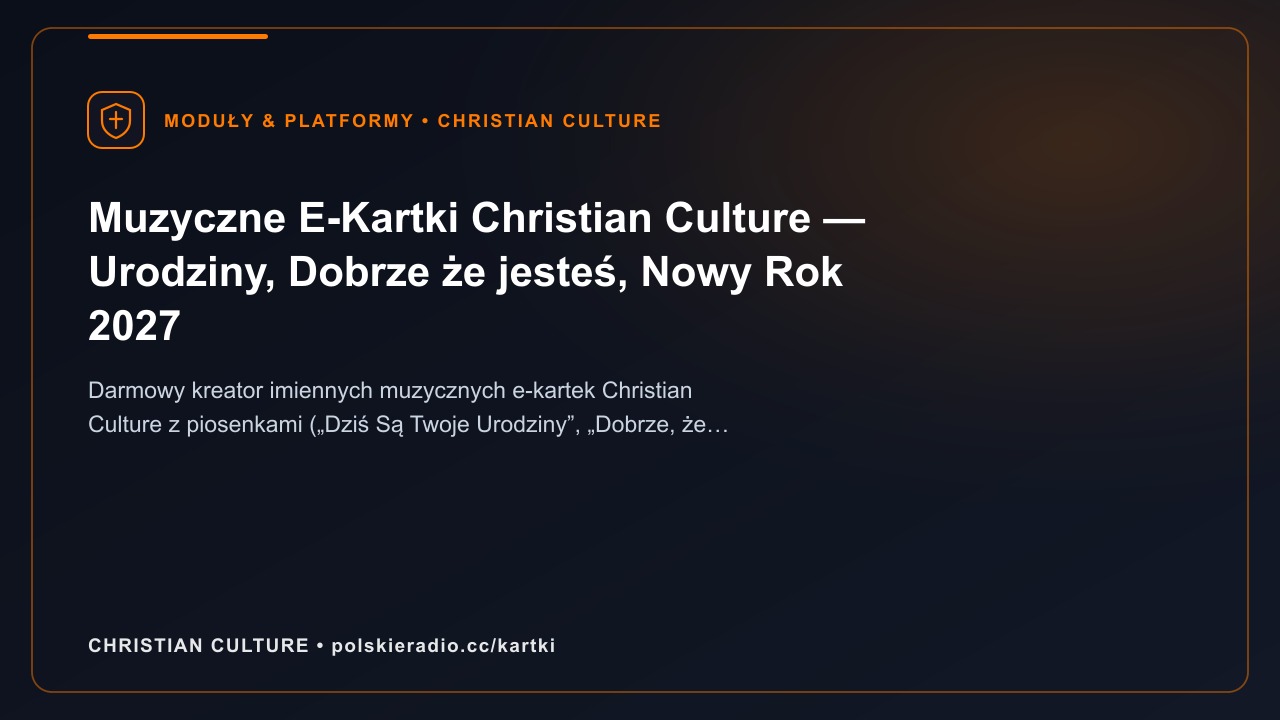 MODUŁY & PLATFORMY • CHRISTIAN CULTURE
Muzyczne E-Kartki Christian Culture —
Urodziny, Dobrze że jesteś, Nowy Rok
2027
Darmowy kreator imiennych muzycznych e-kartek Christian
Culture z piosenkami („Dziś Są Twoje Urodziny”, „Dobrze, że…
CHRISTIAN CULTURE • polskieradio.cc/kartki